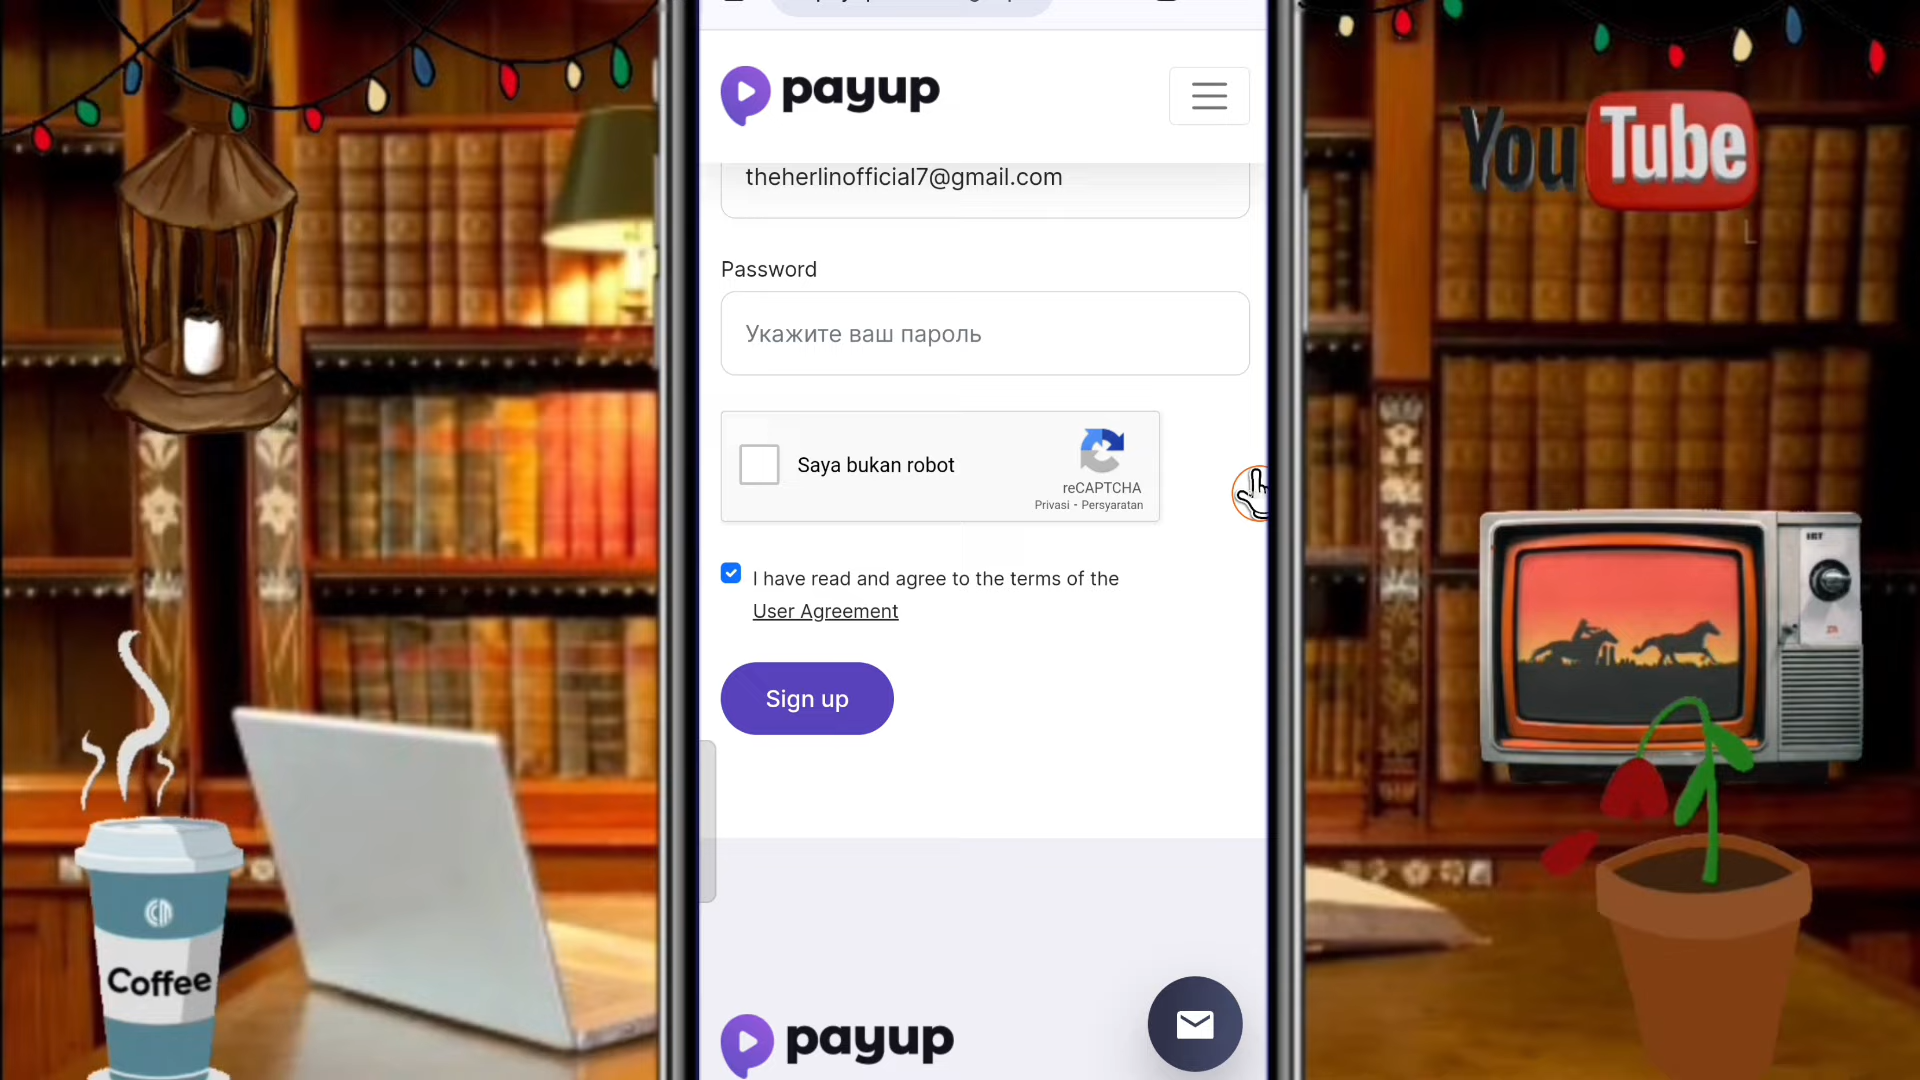 payup
You Tube
theherlinofficial7@gmail.com
Password
Укажите ваш пароль
Saya bukan robot
reCAPTCHA
Privasi - Persyaratan
I have read and agree to the terms of the
User Agreement
Sign up
Coffee
payup